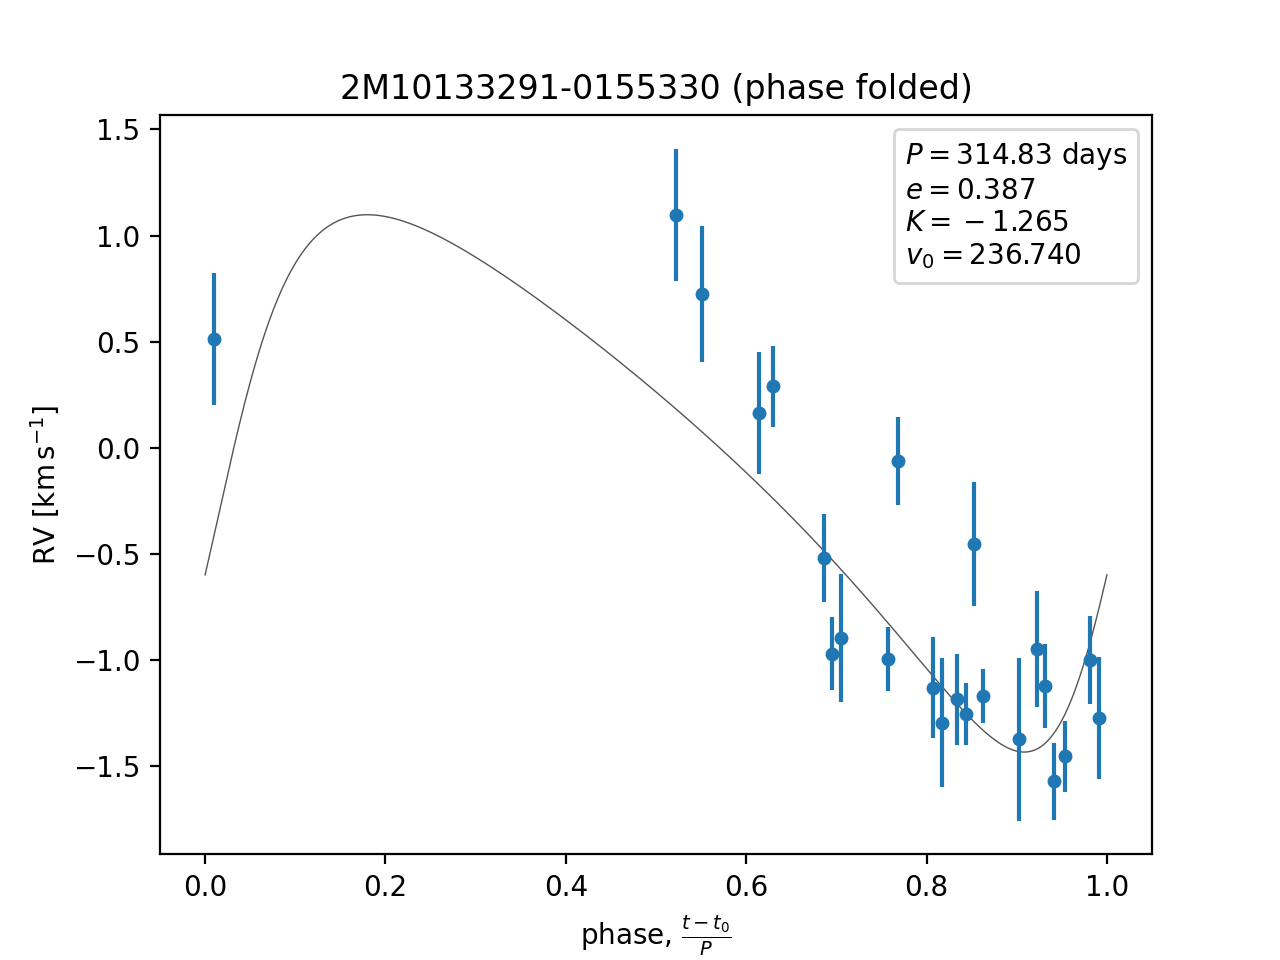 2M10133291-0155330 (phase folded)
P = 314.83 days
e = 0.387
K = −1.265
v₀ = 236.740
RV [km s⁻¹]
1.5
1.0
0.5
0.0
−0.5
−1.0
−1.5
0.0 0.2 0.4 0.6 0.8 1.0
phase, (t − t₀)/P